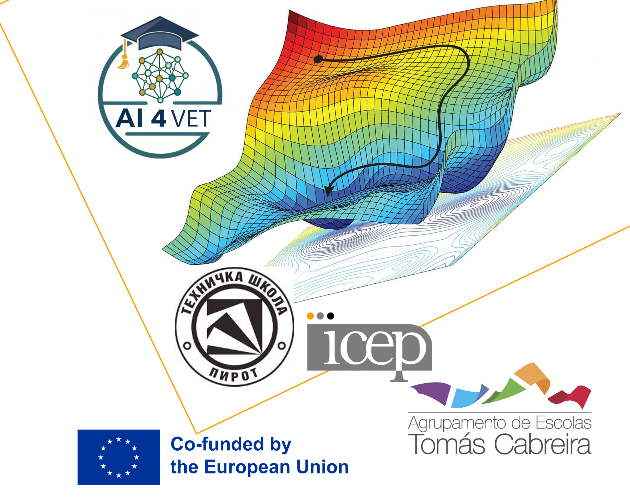 AI 4 VET
ТЕХНИЧКА ШКОЛА
ПИРОТ
icep
Agrupamento de Escolas
Tomás Cabreira
Co-funded by
the European Union